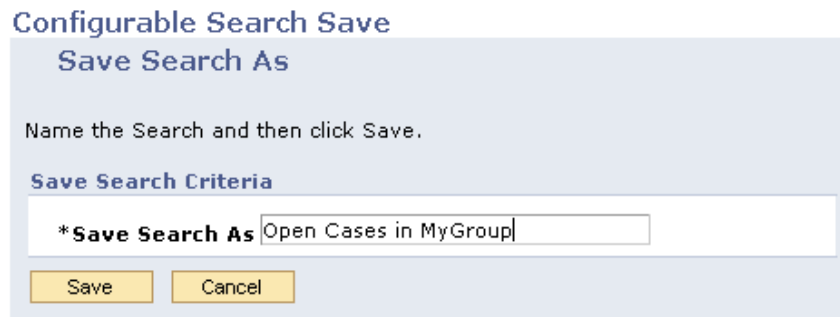 Configurable Search Save
Save Search As
Name the Search and then click Save.
Save Search Criteria
*Save Search As Open Cases in MyGroup
Save Cancel